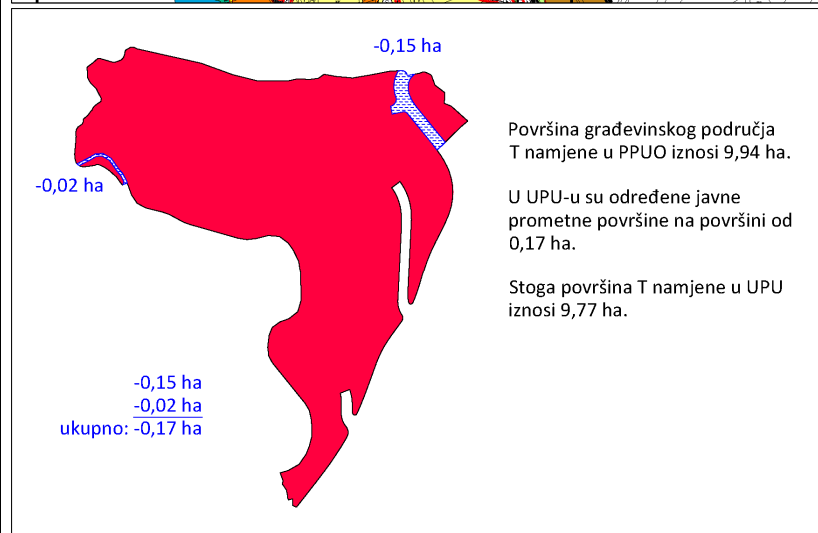 -0,15 ha
Površina građevinskog područja
T namjene u PPUO iznosi 9,94 ha.
-0,02 ha
U UPU-u su određene javne
prometne površine na površini od
0,17 ha.
Stoga površina T namjene u UPU
iznosi 9,77 ha.
-0,15 ha
-0,02 ha
ukupno: -0,17 ha